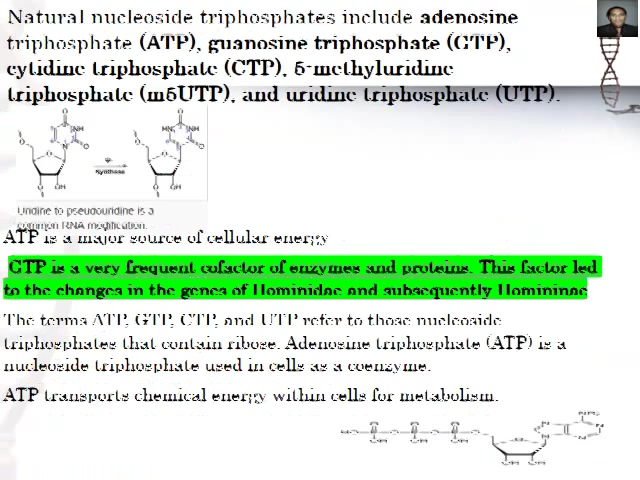 Natural nucleoside triphosphates include adenosine
triphosphate (ATP), guanosine triphosphate (GTP),
cytidine triphosphate (CTP), 5-methyluridine
triphosphate (m5UTP), and uridine triphosphate (UTP).
Synthase
Uridine to pseudouridine is a
common RNA modification.
ATP is a major source of cellular energy
GTP is a very frequent cofactor of enzymes and proteins. This factor led
to the changes in the genes of Hominidae and subsequently Homininae
The terms ATP, GTP, CTP, and UTP refer to those nucleoside
triphosphates that contain ribose. Adenosine triphosphate (ATP) is a
nucleoside triphosphate used in cells as a coenzyme.
ATP transports chemical energy within cells for metabolism.